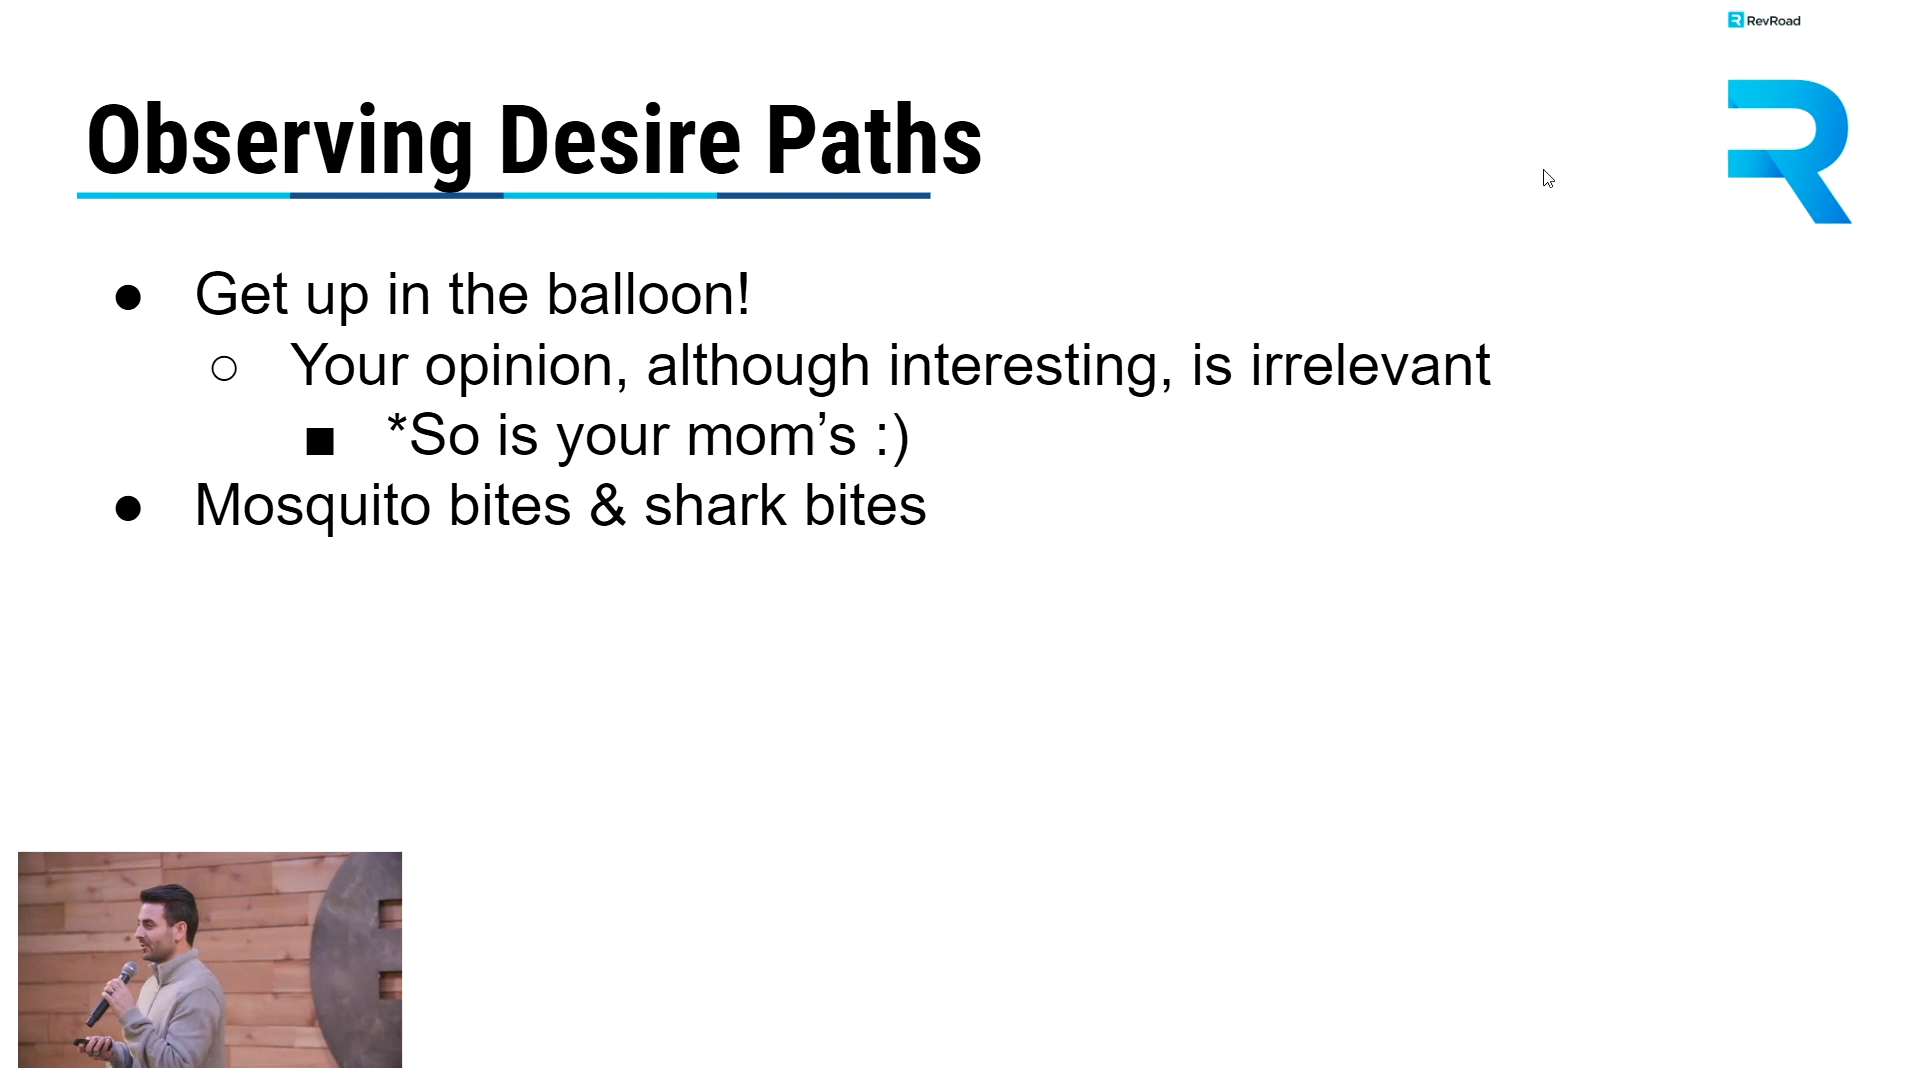 RevRoad
Observing Desire Paths
● Get up in the balloon!
○ Your opinion, although interesting, is irrelevant
■ *So is your mom’s :)
● Mosquito bites & shark bites